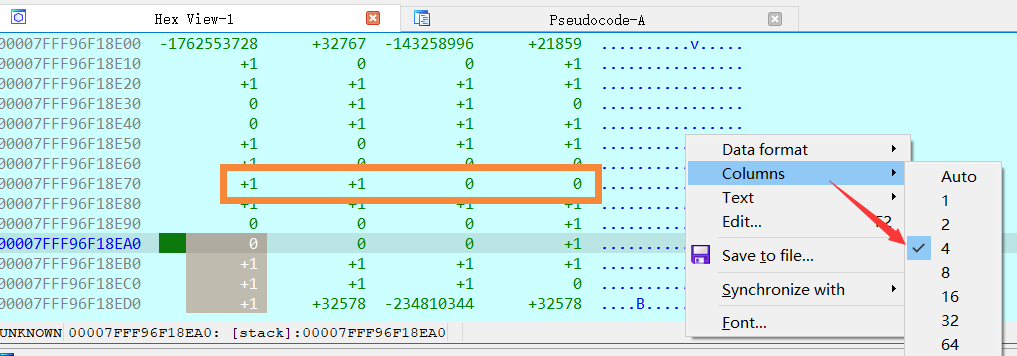 Hex View-1 Pseudocode-A
00007FFF96F18E00 -1762553728 +32767 -143258996 +21859 ..........v.....
00007FFF96F18E10 +1 0 0 +1 ................
00007FFF96F18E20 +1 +1 +1 +1 ................
00007FFF96F18E30 0 +1 +1 0 ................
00007FFF96F18E40 0 +1 0 +1 ................
00007FFF96F18E50 +1 0 +1 +1
Data format
00007FFF96F18E60 +1 0 0 0
Columns
Auto
00007FFF96F18E70 +1 +1 0 0
Text
1
00007FFF96F18E80 +1 +1 +1 +1
Edit... F2
2
00007FFF96F18E90 0 0 0 +1
00007FFF96F18EA0 0 0 0 +1
Save to file...
4
00007FFF96F18EB0 +1 +1 +1 +1
8
00007FFF96F18EC0 +1 +1 0 +1
Synchronize with
16
00007FFF96F18ED0 +1 +32578 -234810344 +32578 ....B.
Font...
32
UNKNOWN 00007FFF96F18EA0: [stack]:00007FFF96F18EA0
64